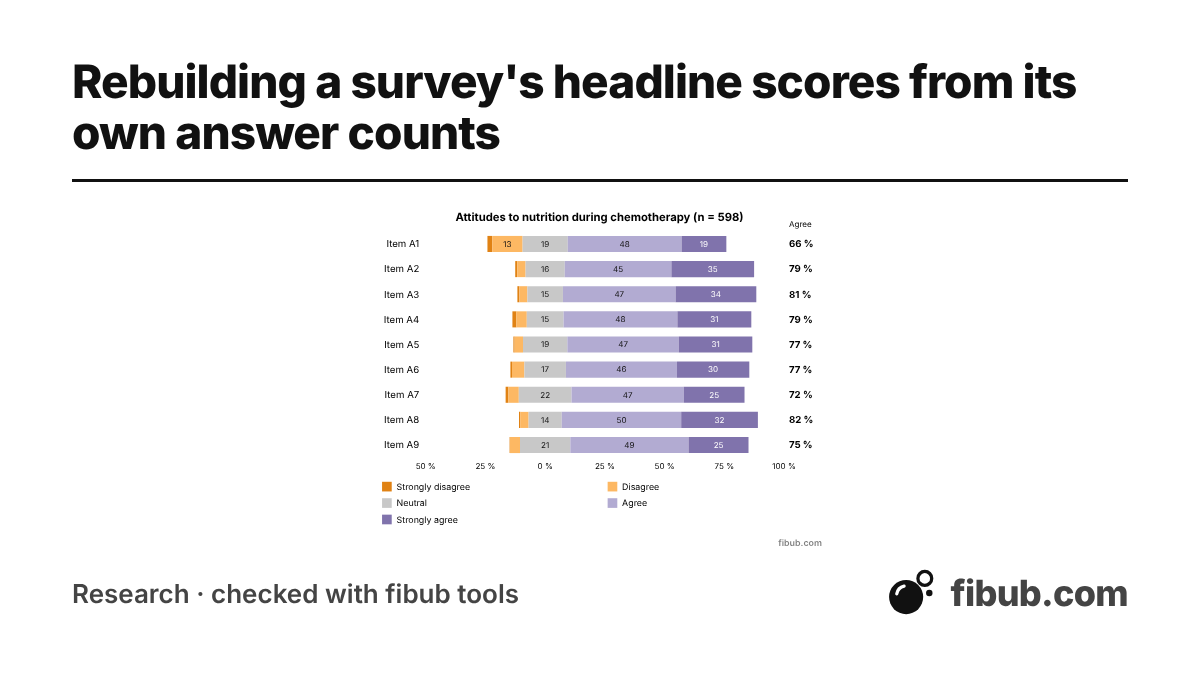 Rebuilding a survey's headline scores from its
own answer counts
Attitudes to nutrition during chemotherapy (n = 598)
Agree
Item A1 13 19 48 19 66 %
Item A2 16 45 35 79 %
Item A3 15 47 34 81 %
Item A4 15 48 31 79 %
Item A5 19 47 31 77 %
Item A6 17 46 30 77 %
Item A7 22 47 25 72 %
Item A8 14 50 32 82 %
Item A9 21 49 25 75 %
50 % 25 % 0 % 25 % 50 % 75 % 100 %
Strongly disagree Disagree
Neutral Agree
Strongly agree
fibub.com
Research · checked with fibub tools
fibub.com